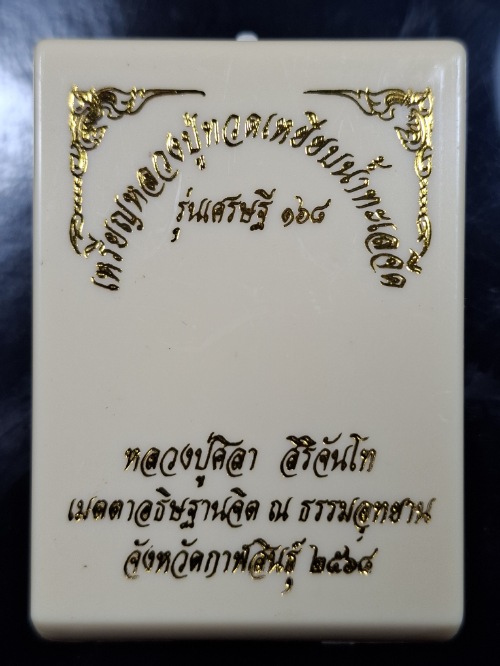 เหรียญหลวงปู่ทวดเหยียบน้ำทะเลจืด
รุ่นเศรษฐี ๑๖๘
หลวงปู่ศิลา สิริจันโท
เมตตาอธิษฐานจิต ณ ธรรมอุทยาน
จังหวัดกาฬสินธุ์ ๒๕๖๘